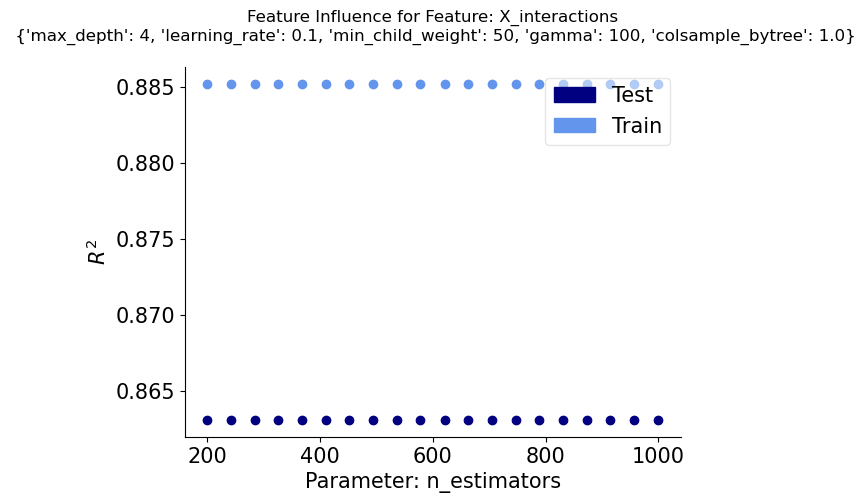 Feature Influence for Feature: X_interactions
{'max_depth': 4, 'learning_rate': 0.1, 'min_child_weight': 50, 'gamma': 100, 'colsample_bytree': 1.0}
0.885
0.880
0.875
0.870
0.865
R²
Test
Train
200 400 600 800 1000
Parameter: n_estimators